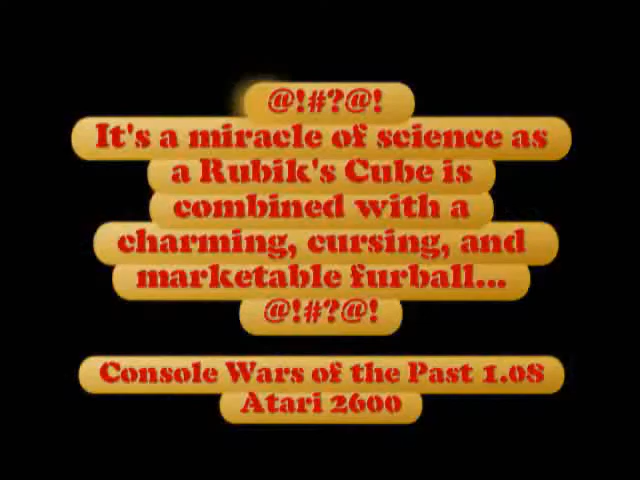 @!#?@!
It's a miracle of science as
a Rubik's Cube is
combined with a
charming, cursing, and
marketable furball...
@!#?@!
Console Wars of the Past 1.08
Atari 2600